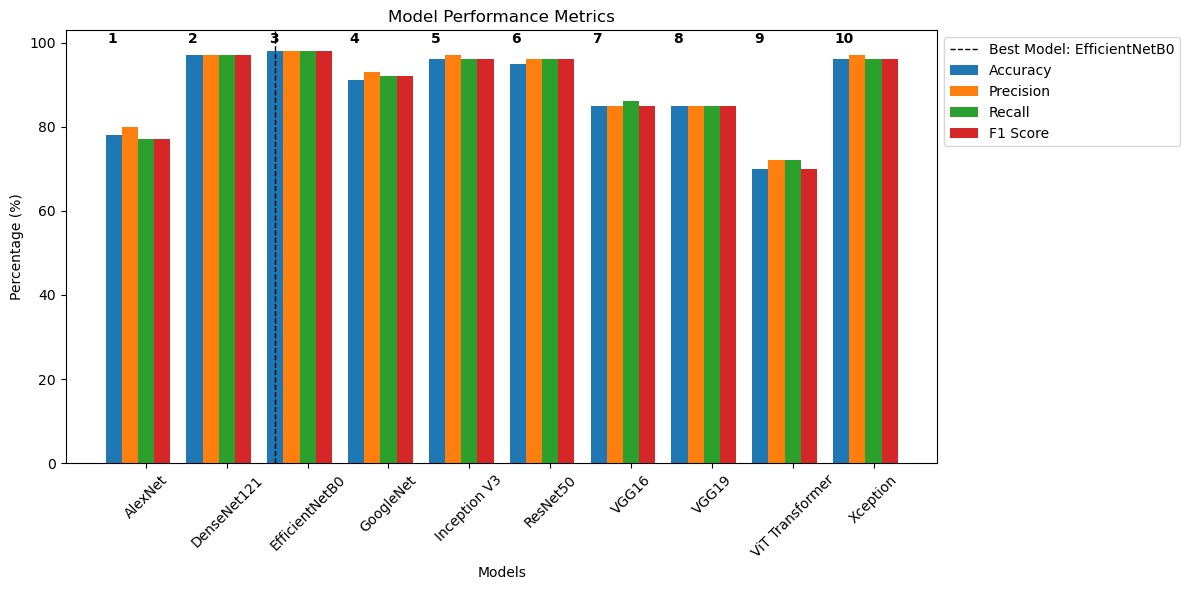 Model Performance Metrics
1 2 3 4 5 6 7 8 9 10
Best Model: EfficientNetB0
Accuracy
Precision
Recall
F1 Score
Percentage (%)
100
80
60
40
20
0
AlexNet
DenseNet121
EfficientNetB0
GoogleNet
Inception V3
ResNet50
VGG16
VGG19
ViT Transformer
Xception
Models